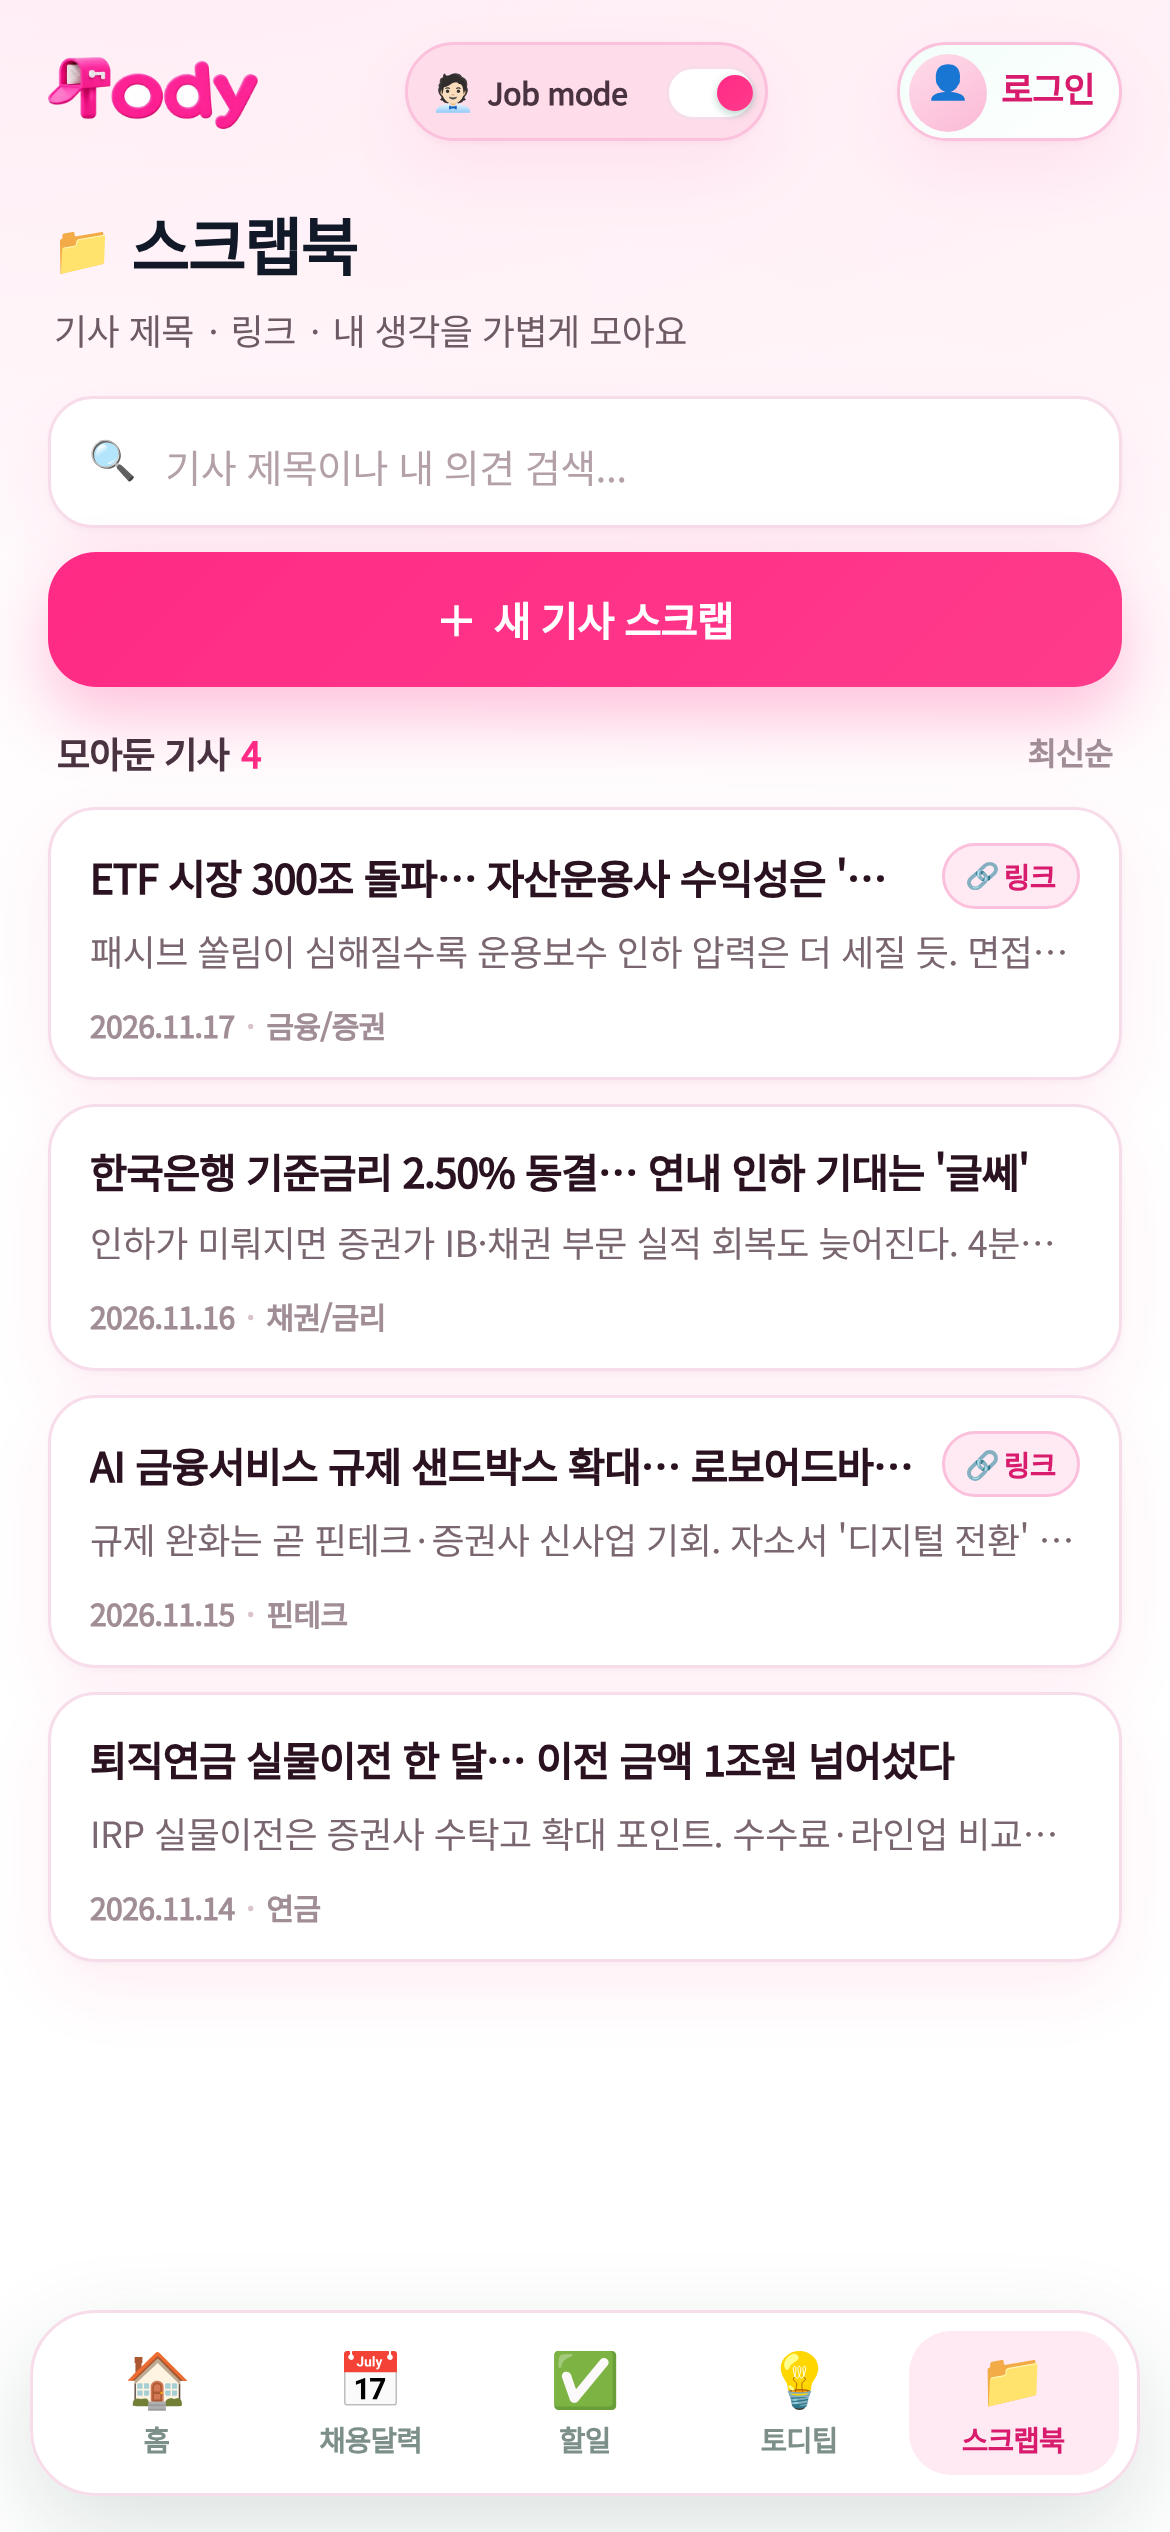 Tody
Job mode
로그인
스크랩북
기사 제목 · 링크 · 내 생각을 가볍게 모아요
기사 제목이나 내 의견 검색...
+ 새 기사 스크랩
모아둔 기사 4
최신순
ETF 시장 300조 돌파… 자산운용사 수익성은 '…
링크
패시브 쏠림이 심해질수록 운용보수 인하 압력은 더 세질 듯. 면접…
2026.11.17 · 금융/증권
한국은행 기준금리 2.50% 동결… 연내 인하 기대는 '글쎄'
인하가 미뤄지면 증권가 IB·채권 부문 실적 회복도 늦어진다. 4분…
2026.11.16 · 채권/금리
AI 금융서비스 규제 샌드박스 확대… 로보어드바…
링크
규제 완화는 곧 핀테크·증권사 신사업 기회. 자소서 '디지털 전환' …
2026.11.15 · 핀테크
퇴직연금 실물이전 한 달… 이전 금액 1조원 넘어섰다
IRP 실물이전은 증권사 수탁고 확대 포인트. 수수료·라인업 비교…
2026.11.14 · 연금
July
17
홈
채용달력
할일
토디팁
스크랩북